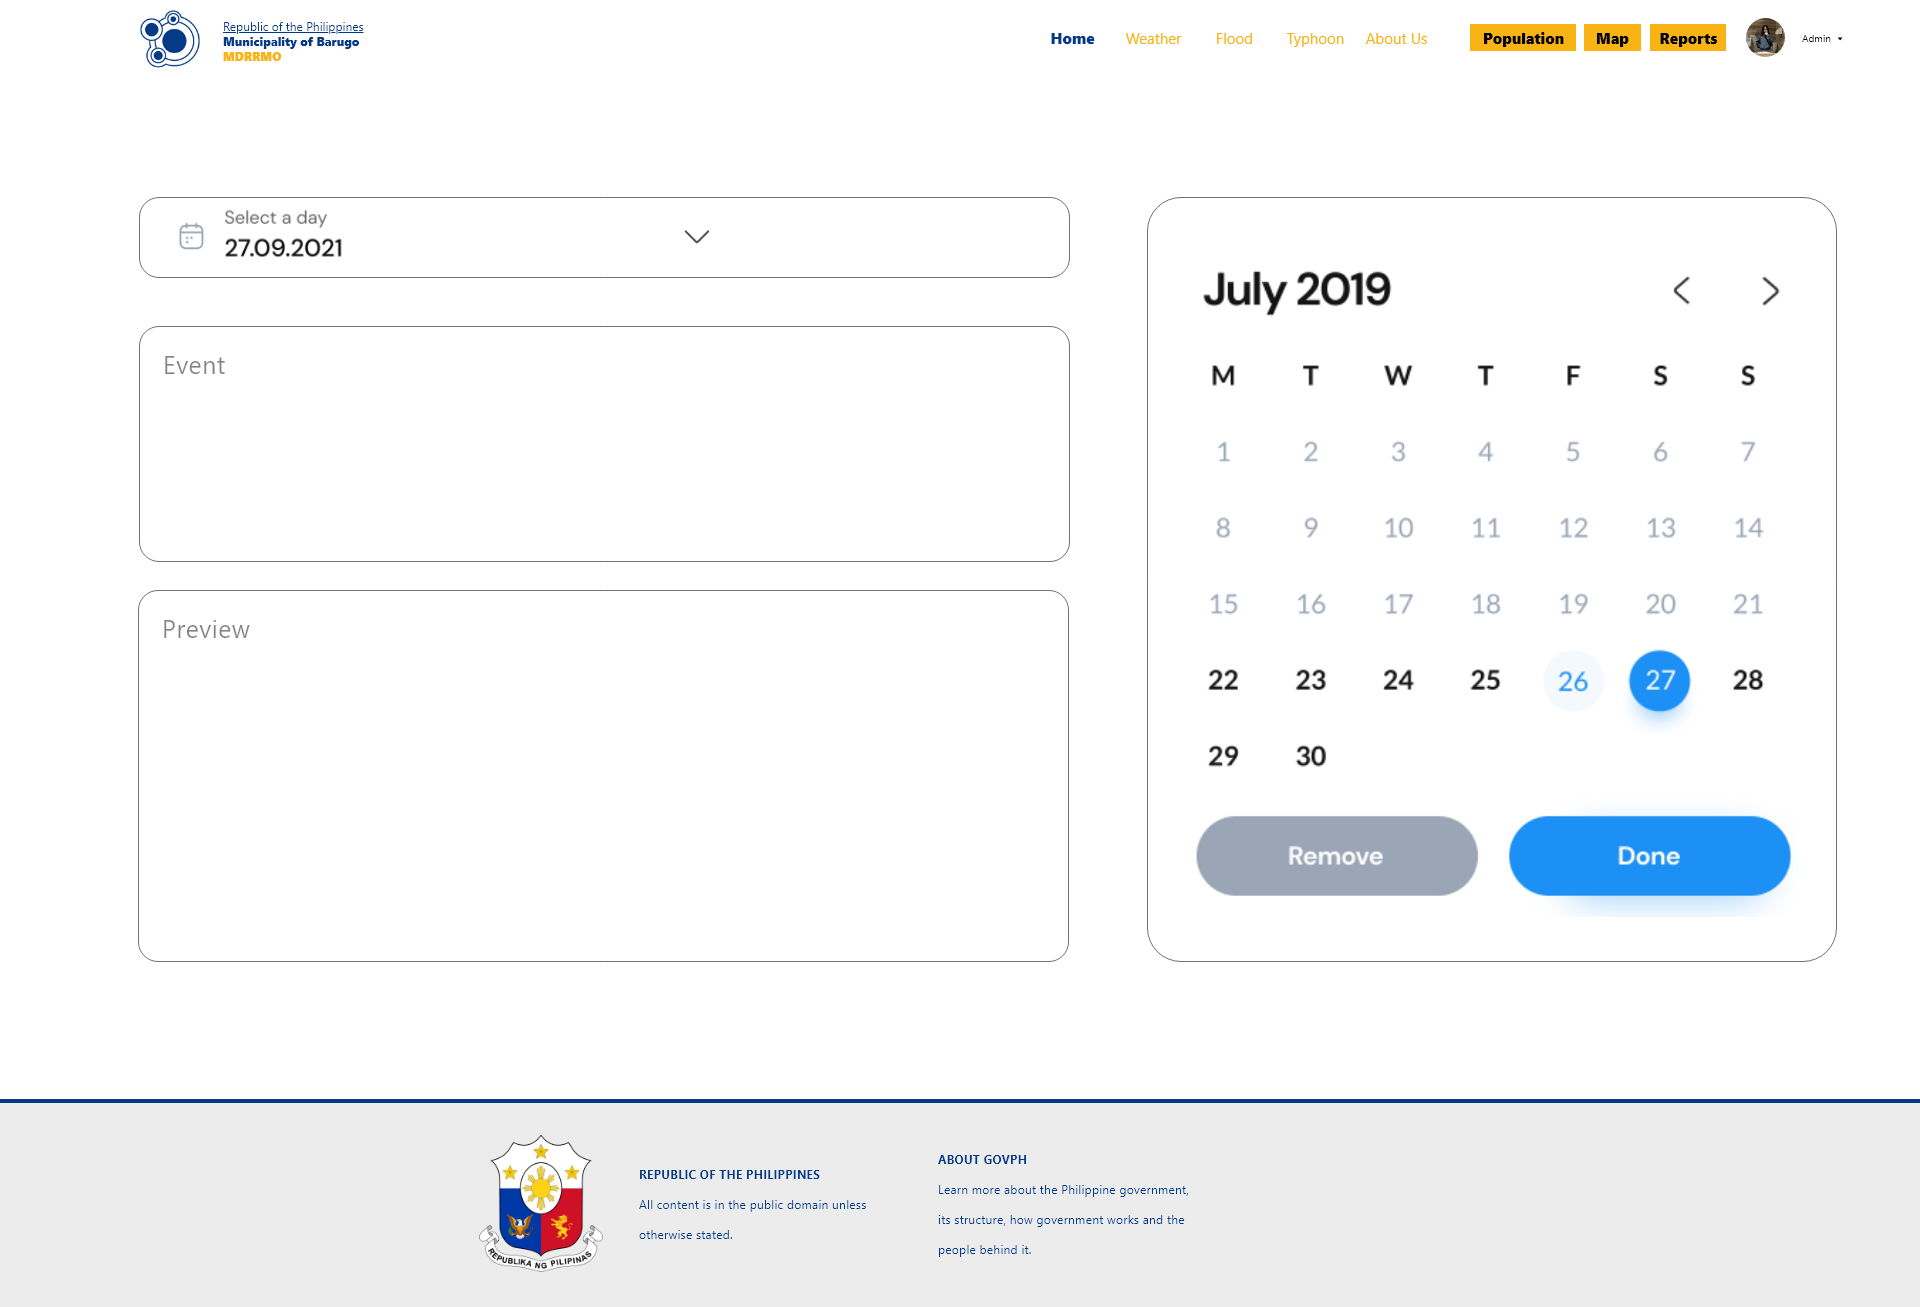 Republic of the Philippines
Municipality of Barugo
MDRRMO
Home Weather Flood Typhoon About Us Population Map Reports Admin
Select a day
27.09.2021
Event
Preview
July 2019
M T W T F S S
1 2 3 4 5 6 7
8 9 10 11 12 13 14
15 16 17 18 19 20 21
22 23 24 25 26 27 28
29 30
Remove Done
REPUBLIKA NG PILIPINAS
REPUBLIC OF THE PHILIPPINES
All content is in the public domain unless
otherwise stated.
ABOUT GOVPH
Learn more about the Philippine government,
its structure, how government works and the
people behind it.